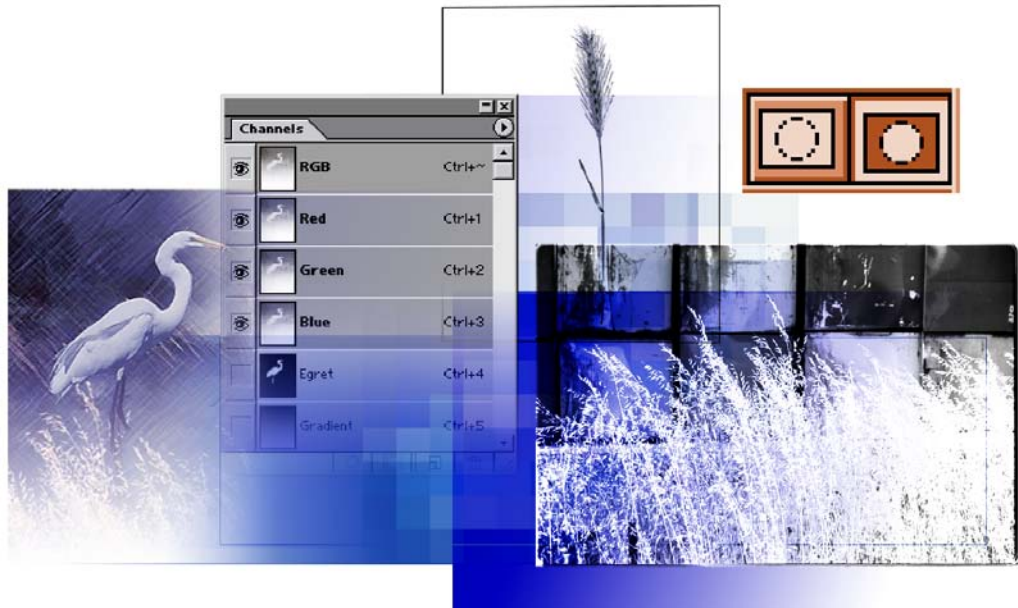 Channels
RGB Ctrl+~
Red Ctrl+1
Green Ctrl+2
Blue Ctrl+3
Egret Ctrl+4
Gradient Ctrl+5